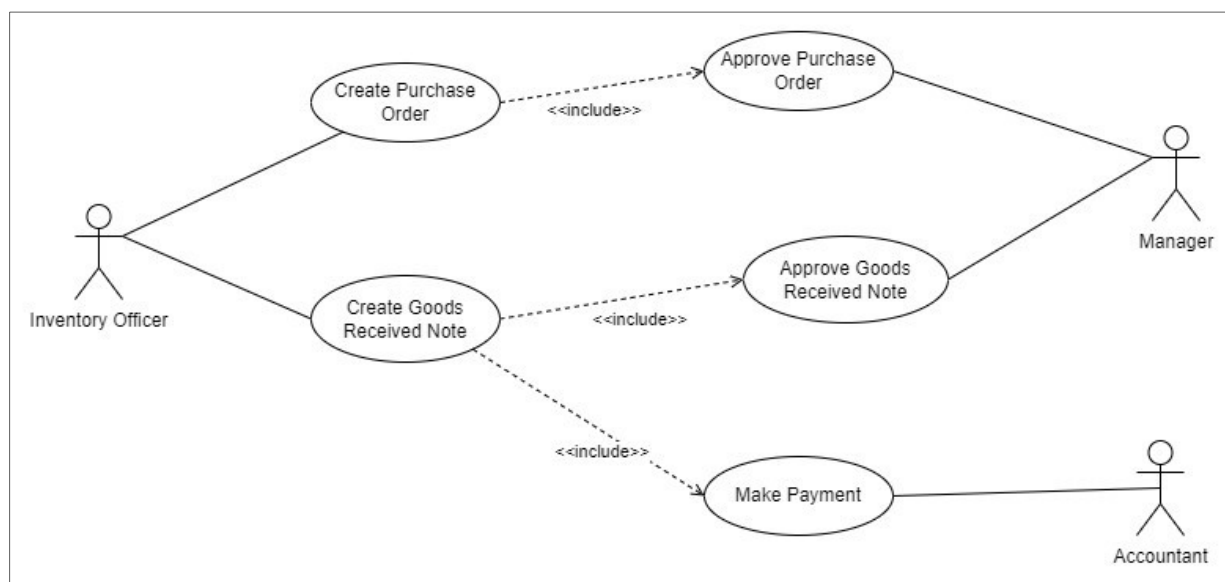 Approve Purchase
Order
Create Purchase
Order
<<include>>
Manager
Inventory Officer
Approve Goods
Received Note
Create Goods
Received Note
<<include>>
<<include>>
Make Payment
Accountant